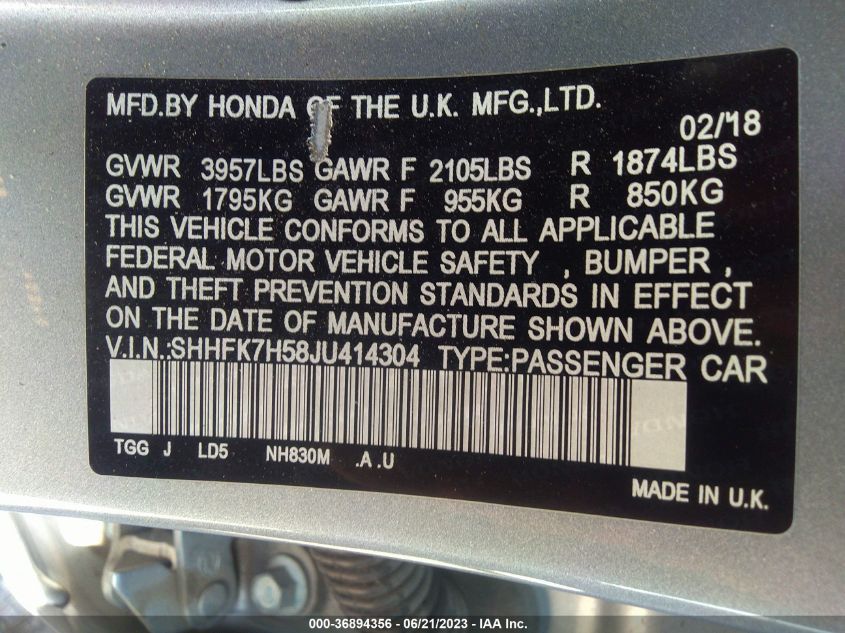 MFD.BY HONDA OF THE U.K. MFG.,LTD.
02/18
GVWR 3957LBS GAWR F 2105LBS R 1874LBS
GVWR 1795KG GAWR F 955KG R 850KG
THIS VEHICLE CONFORMS TO ALL APPLICABLE
FEDERAL MOTOR VEHICLE SAFETY , BUMPER ,
AND THEFT PREVENTION STANDARDS IN EFFECT
ON THE DATE OF MANUFACTURE SHOWN ABOVE.
V.I.N.:SHHFK7H58JU414304 TYPE:PASSENGER CAR
TGG J LD5 NH830M .A .U
MADE IN U.K.
000-36894356 - 06/21/2023 - IAA Inc.